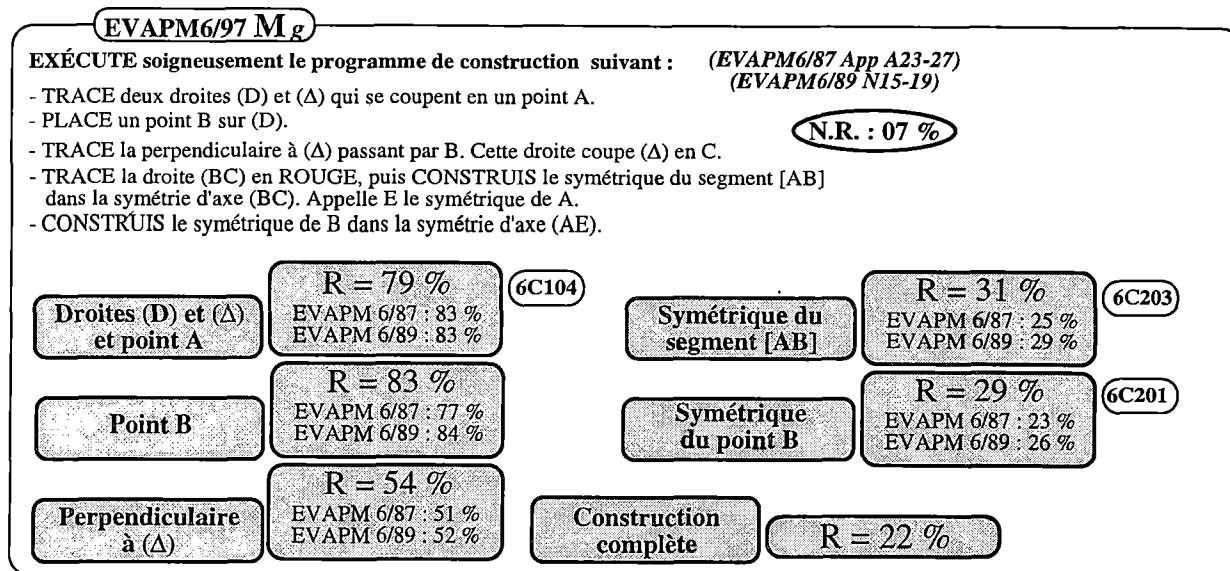 EVAPM6/97 M g
EXÉCUTE soigneusement le programme de construction suivant : (EVAPM6/87 App A23-27)
(EVAPM6/89 N15-19)
- TRACE deux droites (D) et (Δ) qui se coupent en un point A.
- PLACE un point B sur (D).
N.R. : 07 %
- TRACE la perpendiculaire à (Δ) passant par B. Cette droite coupe (Δ) en C.
- TRACE la droite (BC) en ROUGE, puis CONSTRUIS le symétrique du segment [AB]
dans la symétrie d'axe (BC). Appelle E le symétrique de A.
- CONSTRUIS le symétrique de B dans la symétrie d'axe (AE).
Droites (D) et (Δ)
et point A
R = 79 %
EVAPM 6/87 : 83 %
EVAPM 6/89 : 83 %
6C104
Point B
R = 83 %
EVAPM 6/87 : 77 %
EVAPM 6/89 : 84 %
Perpendiculaire
à (Δ)
R = 54 %
EVAPM 6/87 : 51 %
EVAPM 6/89 : 52 %
Symétrique du
segment [AB]
R = 31 %
EVAPM 6/87 : 25 %
EVAPM 6/89 : 29 %
6C203
Symétrique
du point B
R = 29 %
EVAPM 6/87 : 23 %
EVAPM 6/89 : 26 %
6C201
Construction
complète
R = 22 %